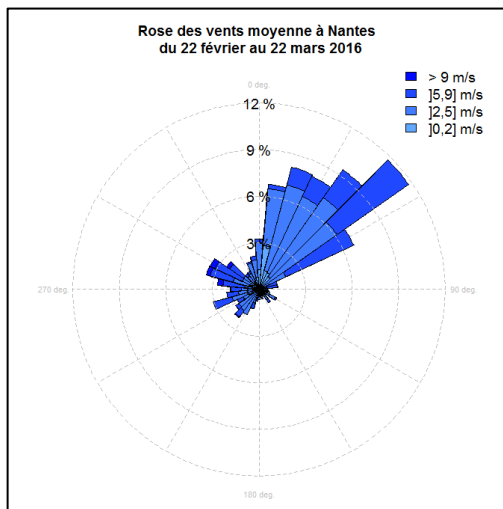 Rose des vents moyenne à Nantes
du 22 février au 22 mars 2016
> 9 m/s
]5,9] m/s
]2,5] m/s
]0,2] m/s
0 deg.
12 %
9 %
6 %
3 %
0
270 deg.
90 deg.
180 deg.